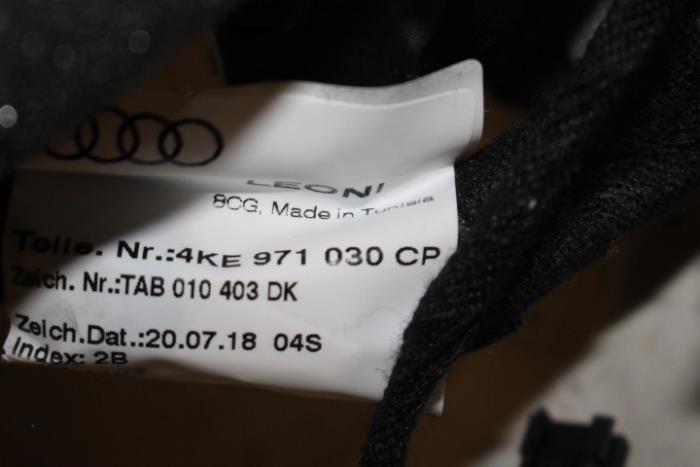 LEONI
8CG, Made in Tunisia
Teile. Nr.:4KE 971 030 CP
Zeich. Nr.:TAB 010 403 DK
Zeich.Dat.:20.07.18 04S
Index: 2B